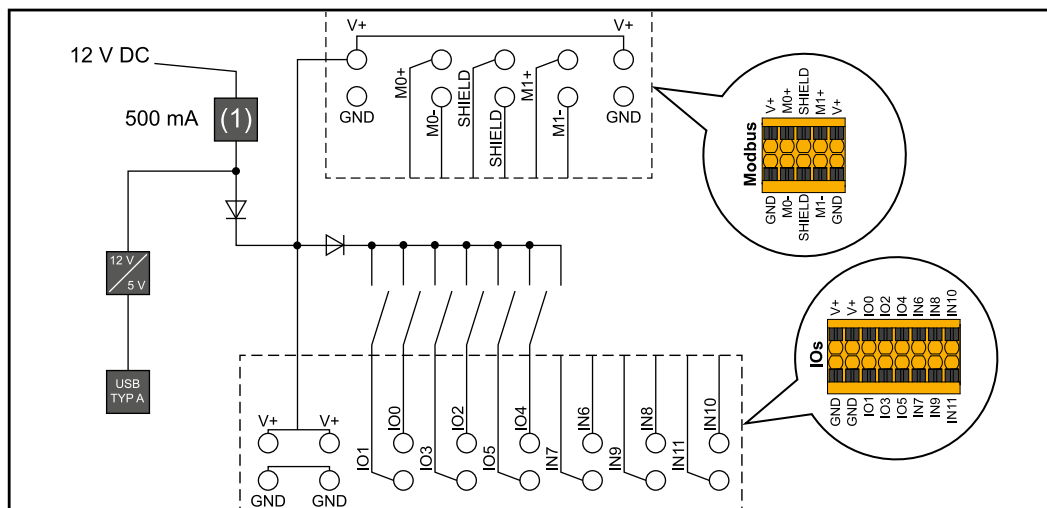 12 V DC
500 mA
(1)
12 V
5 V
USB
TYP A
V+
V+
M0+
SHIELD
M1+
GND
M0-
SHIELD
M1-
GND
Modbus
V+
M0+
SHIELD
M1+
V+
GND
M0-
SHIELD
M1-
GND
V+
V+
GND
GND
IO1
IO0
IO3
IO2
IO5
IO4
IN7
IN6
IN9
IN8
IN11
IN10
IOs
V+
V+
IO0
IO2
IO4
IN6
IN8
IN10
GND
GND
IO1
IO3
IO5
IN7
IN9
IN11